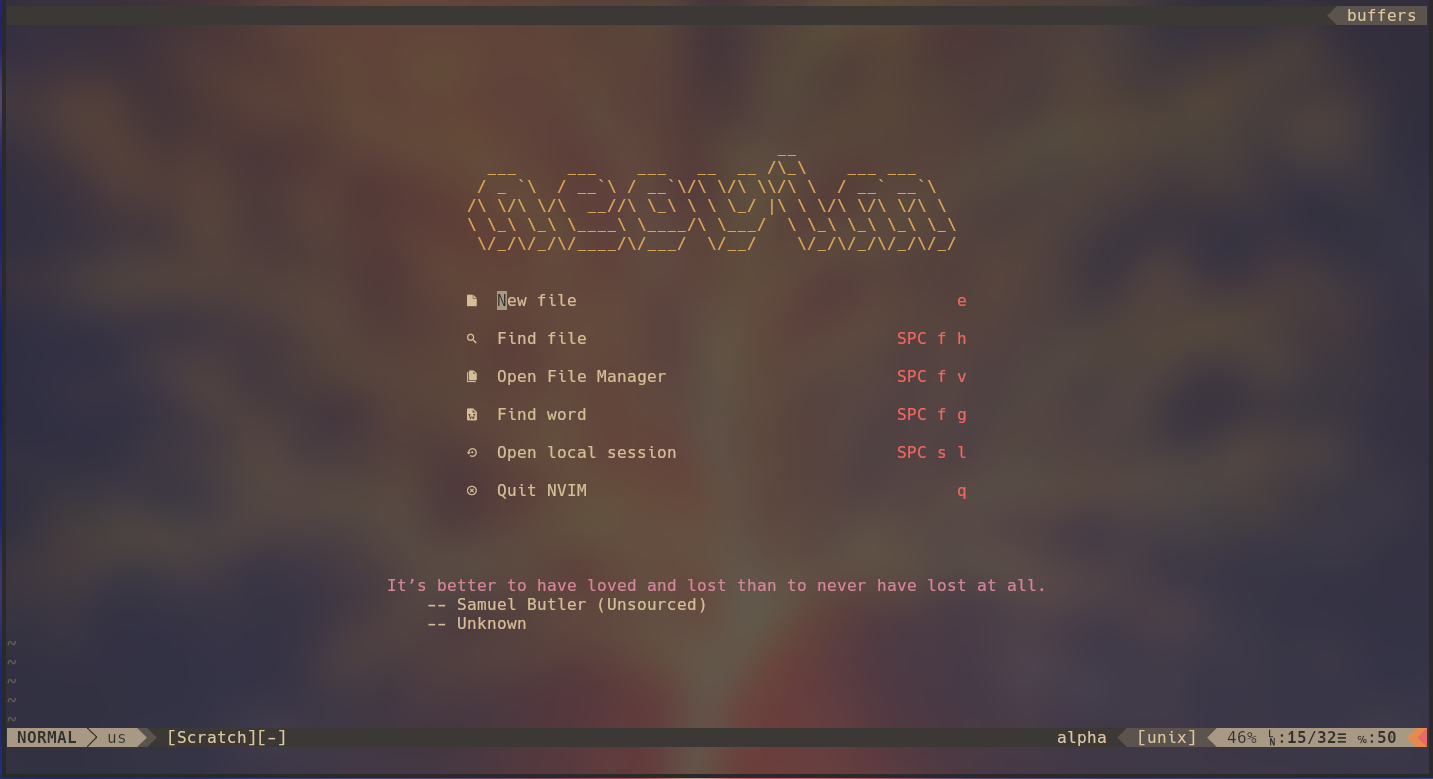 buffers
neovim
New file e
Find file SPC f h
Open File Manager SPC f v
Find word SPC f g
Open local session SPC s l
Quit NVIM q
It’s better to have loved and lost than to never have lost at all.
-- Samuel Butler (Unsourced)
-- Unknown
~
~
~
~
~
NORMAL us [Scratch][-] alpha [unix] 46% ㏑:15/32≡ ℅:50